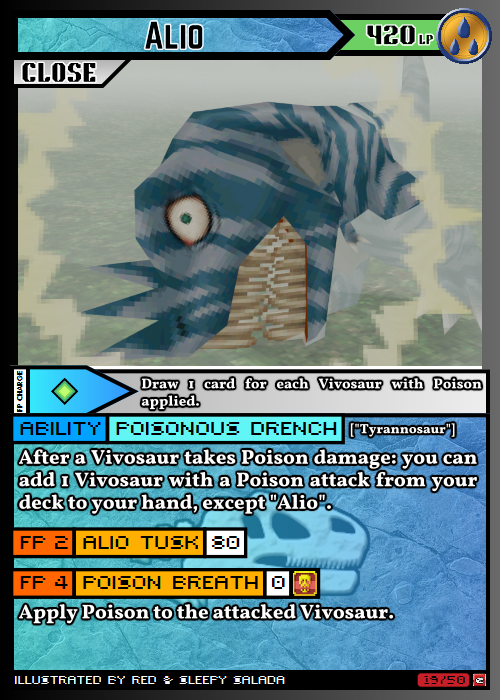 ALIO
420 LP
CLOSE
FP CHARGE
Draw 1 card for each Vivosaur with Poison
applied.
ABILITY POISONOUS DRENCH ["Tyrannosaur"]
After a Vivosaur takes Poison damage: you can
add 1 Vivosaur with a Poison attack from your
deck to your hand, except "Alio".
FP 2 ALIO TUSK 80
FP 4 POISON BREATH 0
Apply Poison to the attacked Vivosaur.
ILLUSTRATED BY RED & SLEEPY SALADA
19/50